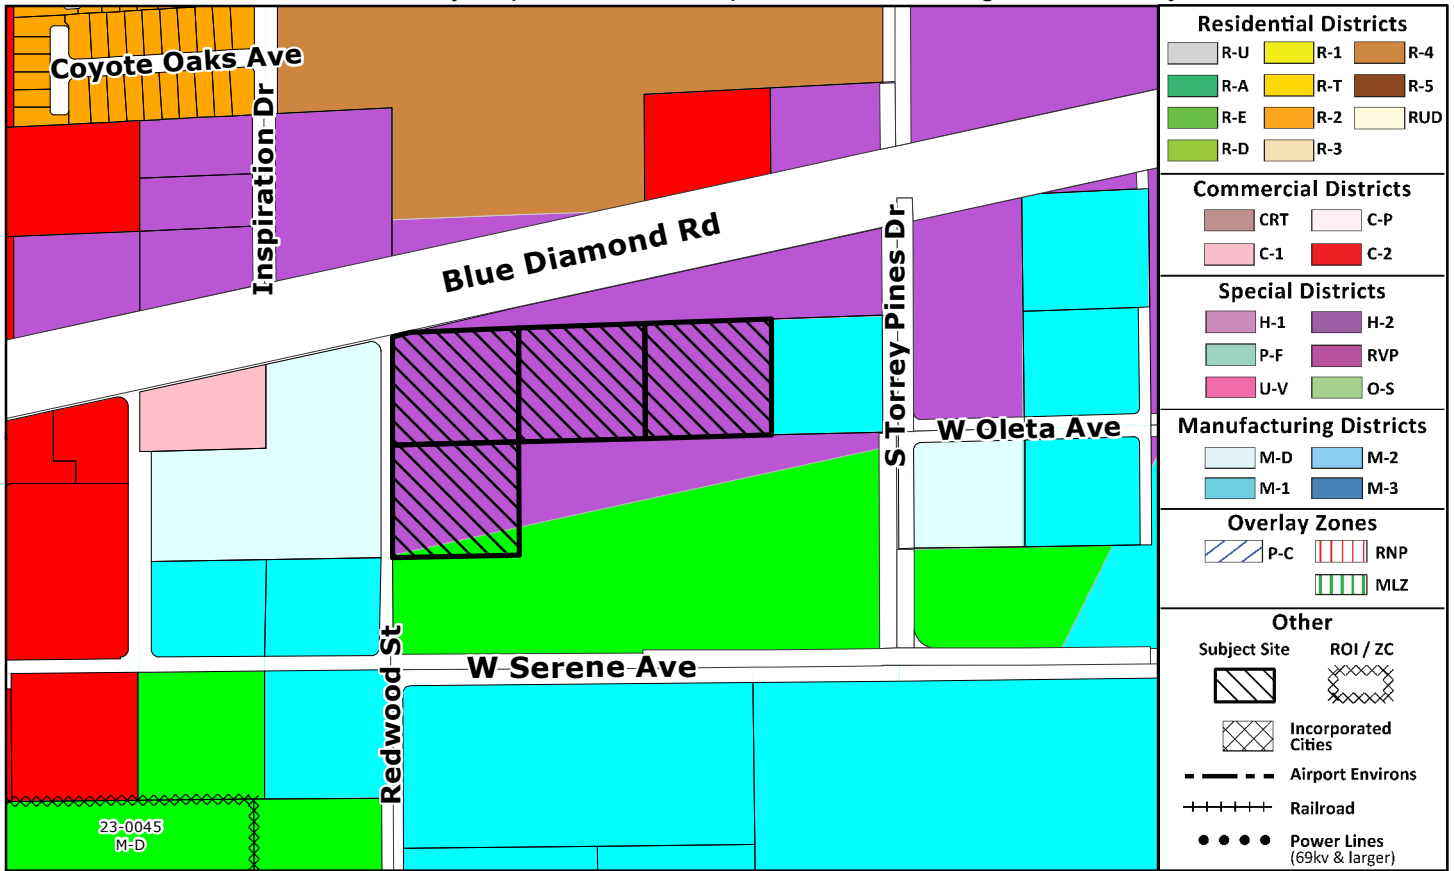 Coyote Oaks Ave
Inspiration Dr
Blue Diamond Rd
S Torrey Pines Dr
W Oleta Ave
W Serene Ave
Redwood St
23-0045
M-D
Residential Districts
R-U R-1 R-4
R-A R-T R-5
R-E R-2 RUD
R-D R-3
Commercial Districts
CRT C-P
C-1 C-2
Special Districts
H-1 H-2
P-F RVP
U-V O-S
Manufacturing Districts
M-D M-2
M-1 M-3
Overlay Zones
P-C RNP
MLZ
Other
Subject Site ROI / ZC
Incorporated
Cities
Airport Environs
Railroad
Power Lines
(69kv & larger)